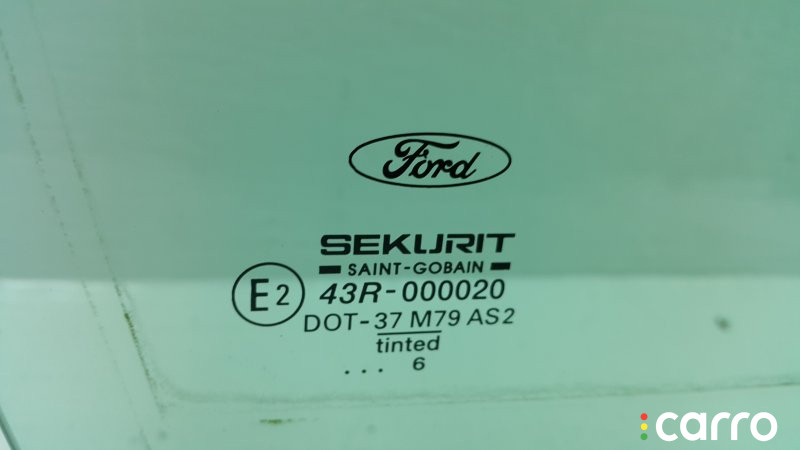 Ford
SEKURIT
SAINT-GOBAIN
E2 43R-000020
DOT-37 M79 AS2
tinted
... 6
carro